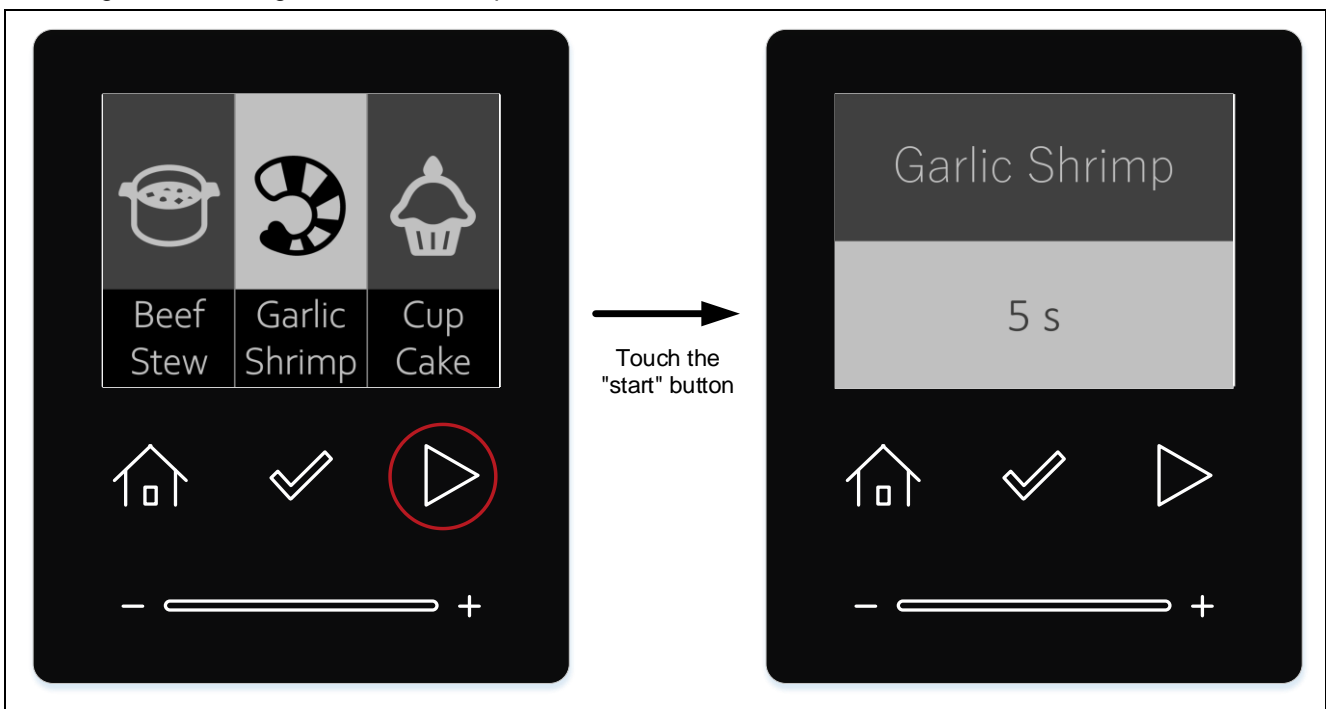 Beef
Stew
Garlic
Shrimp
Cup
Cake
Touch the
"start" button
Garlic Shrimp
5 s
- +
- +